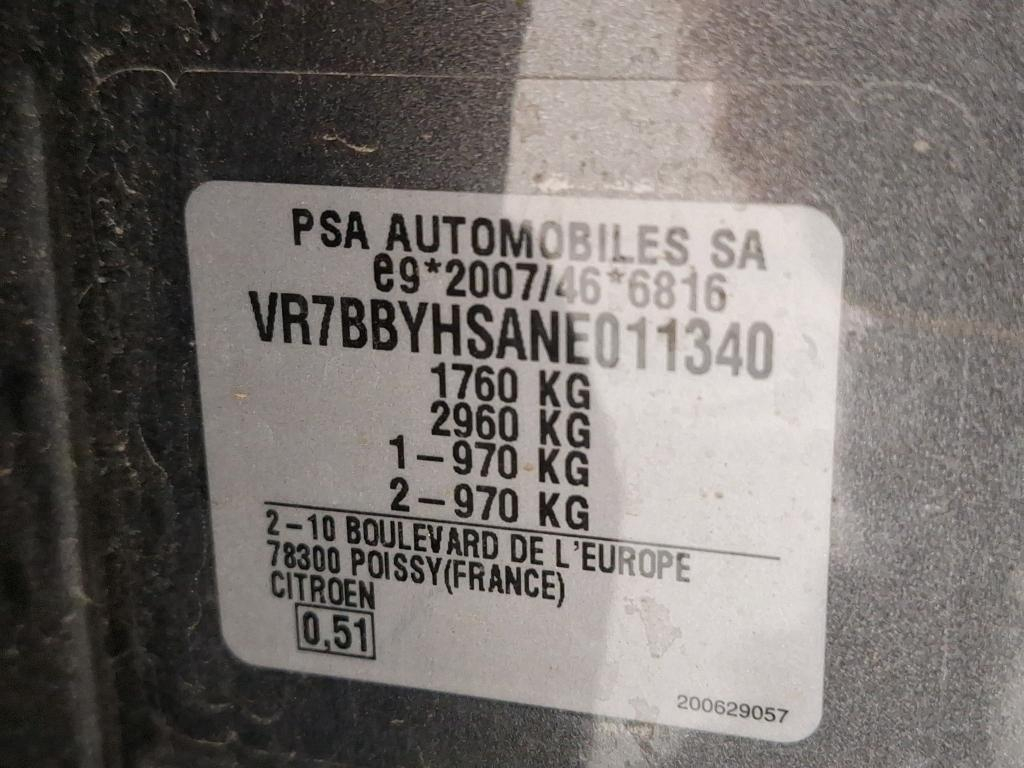 PSA AUTOMOBILES SA
e9*2007/46*6816
VR7BBYHSANE011340
1760 KG
2960 KG
1-970 KG
2-970 KG
2-10 BOULEVARD DE L'EUROPE
78300 POISSY(FRANCE)
CITROEN
0,51
200629057